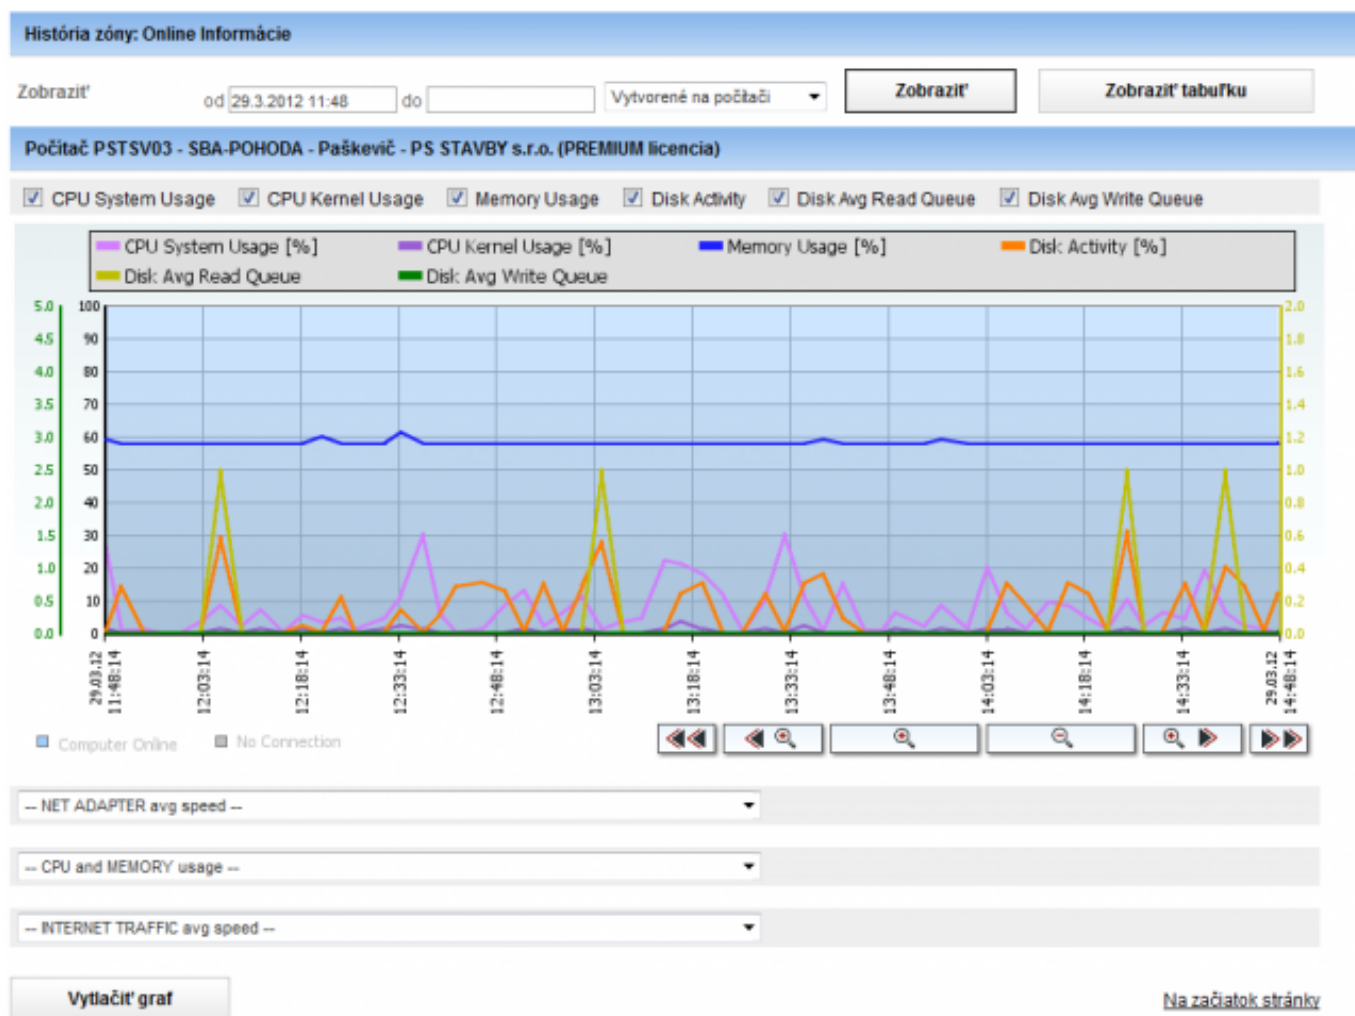 História zóny: Online Informácie
Zobraziť od 29.3.2012 11:48 do Vytvorené na počítači Zobraziť Zobraziť tabuľku
Počítač PSTSV03 - SBA-POHODA - Paškevič - PS STAVBY s.r.o. (PREMIUM licencia)
CPU System Usage CPU Kernel Usage Memory Usage Disk Activity Disk Avg Read Queue Disk Avg Write Queue
CPU System Usage [%] CPU Kernel Usage [%] Memory Usage [%] Disk Activity [%]
Disk Avg Read Queue Disk Avg Write Queue
5.0 100 2.0
4.5 90 1.8
4.0 80 1.6
3.5 70 1.4
3.0 60 1.2
2.5 50 1.0
2.0 40 0.8
1.5 30 0.6
1.0 20 0.4
0.5 10 0.2
0.0 0 0.0
29.03.12 11:48:14 12:03:14 12:18:14 12:33:14 12:48:14 13:03:14 13:18:14 13:33:14 13:48:14 14:03:14 14:18:14 14:33:14 29.03.12 14:48:14
Computer Online No Connection
-- NET ADAPTER avg speed --
-- CPU and MEMORY usage --
-- INTERNET TRAFFIC avg speed --
Vytlačiť graf Na začiatok stránky